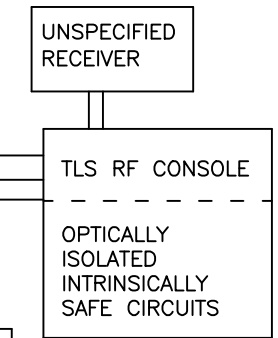 UNSPECIFIED
RECEIVER
TLS RF CONSOLE
OPTICALLY
ISOLATED
INTRINSICALLY
SAFE CIRCUITS